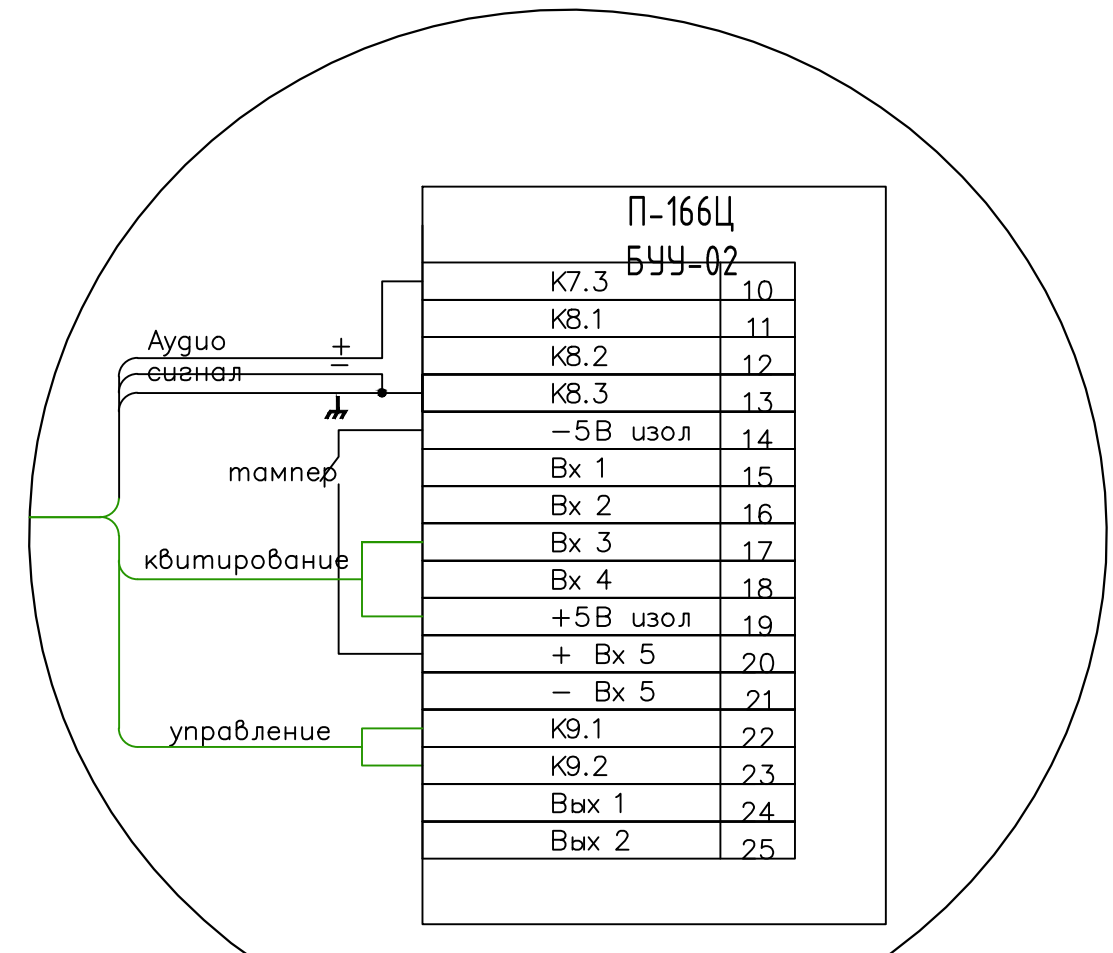 П-166Ц
БУУ-02
К7.3 10
К8.1 11
Аудио +
К8.2 12
сигнал −
К8.3 13
−5В изол 14
тампер
Вх 1 15
Вх 2 16
Вх 3 17
квитирование
Вх 4 18
+5В изол 19
+ Вх 5 20
− Вх 5 21
управление
К9.1 22
К9.2 23
Вых 1 24
Вых 2 25